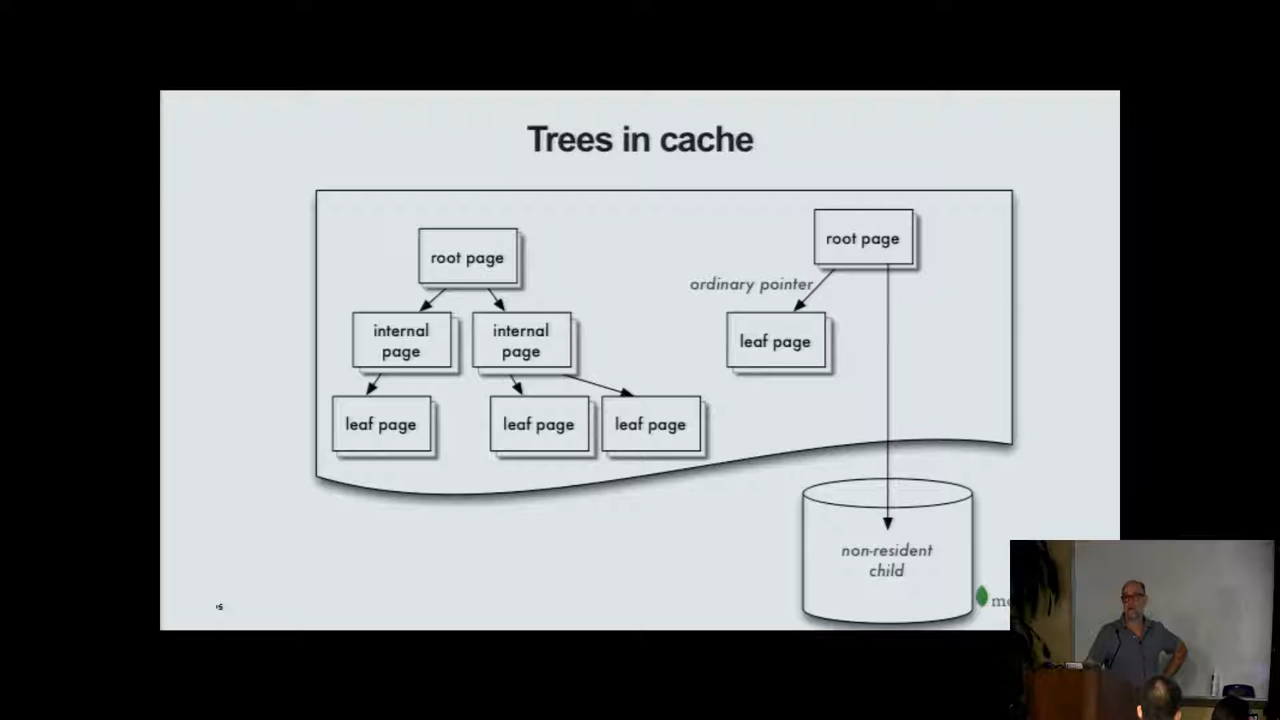 Trees in cache
root page
root page
ordinary pointer
internal
page
internal
page
leaf page
leaf page
leaf page
leaf page
non-resident
child